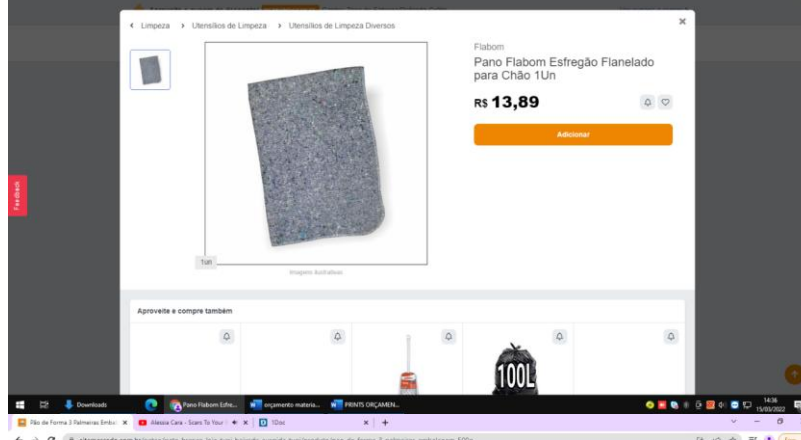 Limpeza > Utensílios de Limpeza > Utensílios de Limpeza Diversos
Flabom
Pano Flabom Esfregão Flanelado
para Chão 1Un
R$ 13,89
Adicionar
Feedback
1un
Imagens ilustrativas
Aproveite e compre também
100L
Downloads
Pano Flabom Esfre...
orçamento materia...
PRINTS ORÇAMEN...
14:36
15/03/2022
Pão de Forma 3 Palmeiras Emba
Alessia Cara - Scars To Your
1Doc